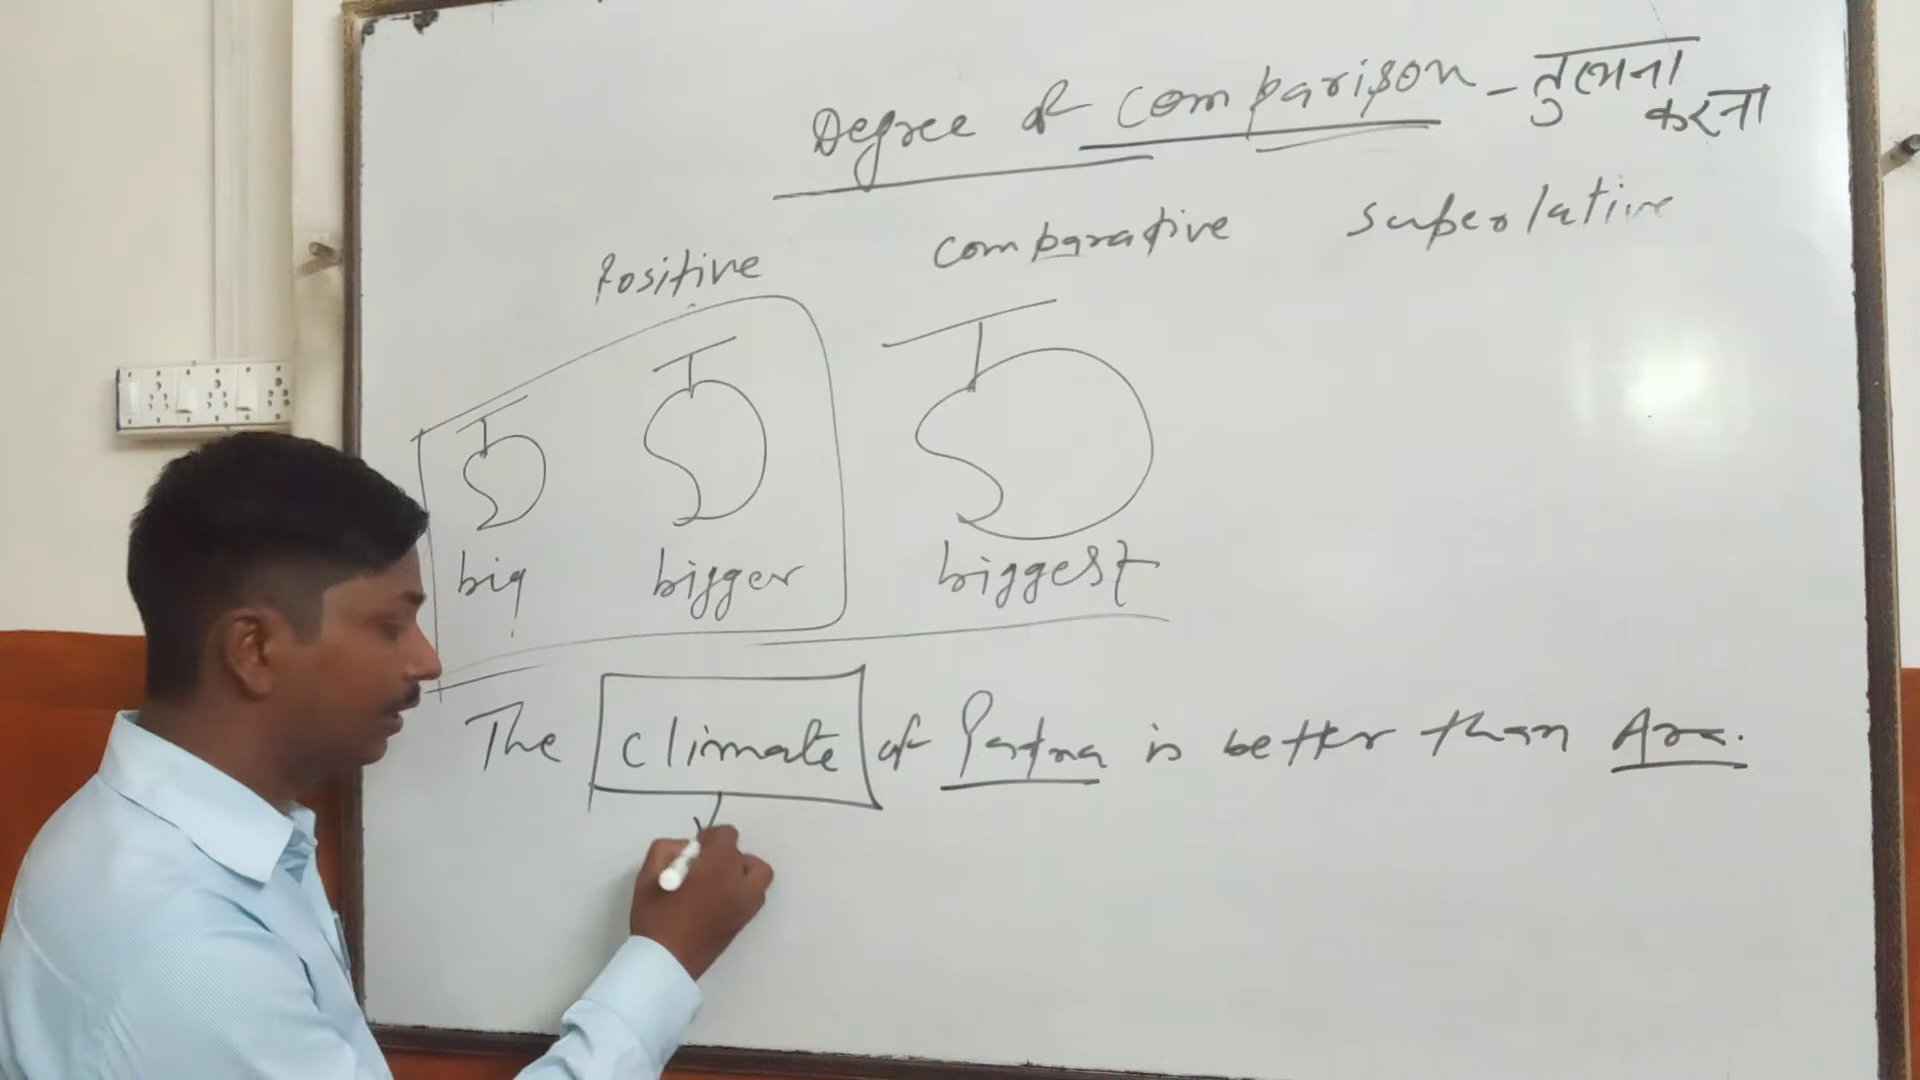 Degree of Comparison - तुलना
करना
Positive Comparative Superlative
big bigger biggest
The climate of Patna is better than Ara.